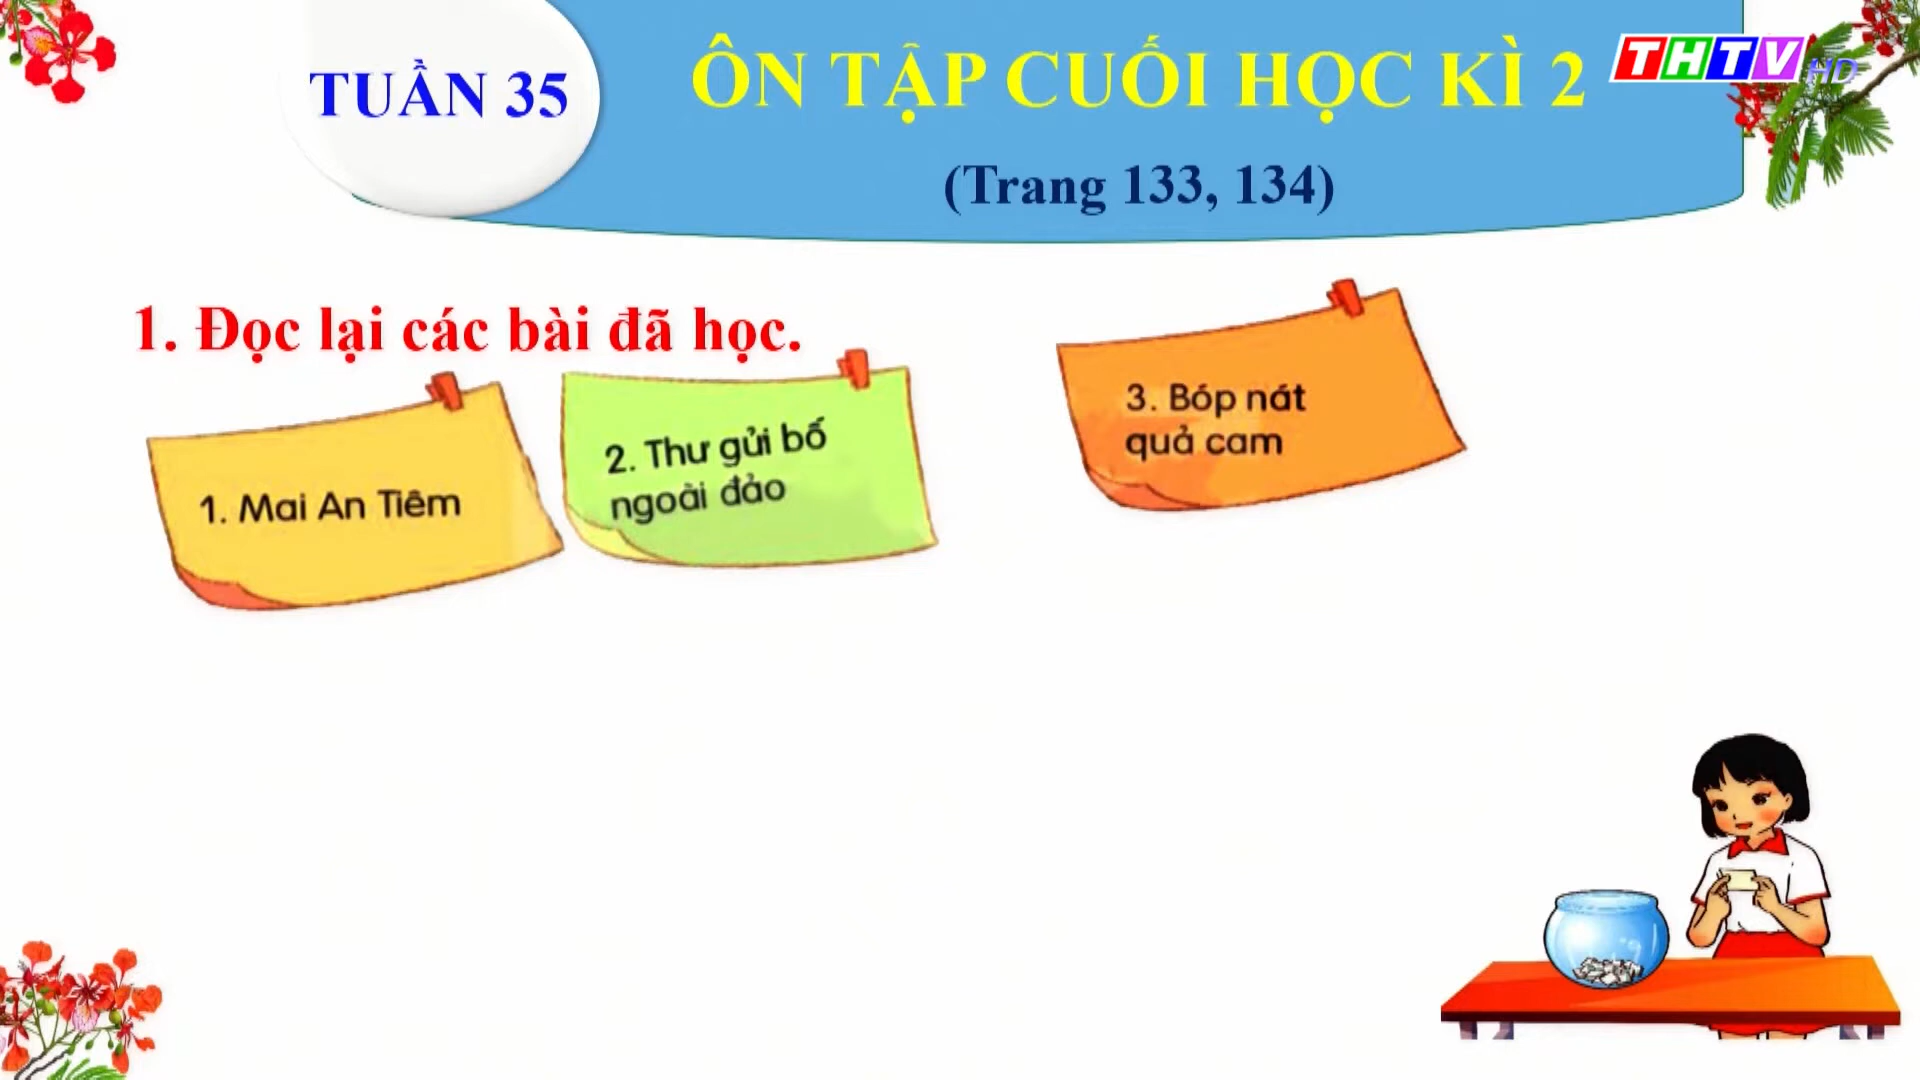 TUẦN 35
ÔN TẬP CUỐI HỌC KÌ 2
THTV HD
(Trang 133, 134)
1. Đọc lại các bài đã học.
1. Mai An Tiêm
2. Thư gửi bố
ngoài đảo
3. Bóp nát
quả cam